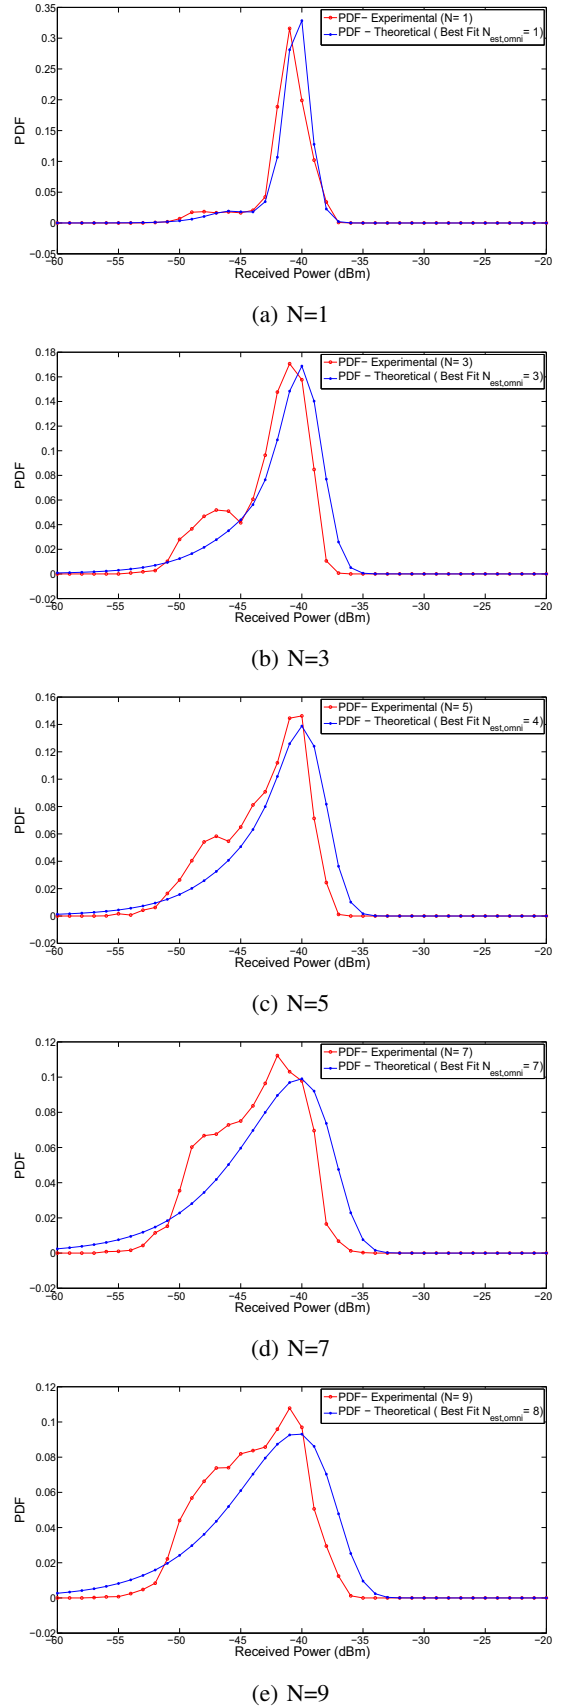 0.35
0.3
0.25
0.2
0.15
0.1
0.05
0
−0.05
PDF
PDF− Experimental (N= 1)
PDF − Theoretical ( Best Fit N_est,omni = 1)
−60 −55 −50 −45 −40 −35 −30 −25 −20
Received Power (dBm)
(a) N=1
0.18
0.16
0.14
0.12
0.1
0.08
0.06
0.04
0.02
0
−0.02
PDF
PDF− Experimental (N= 3)
PDF − Theoretical ( Best Fit N_est,omni = 3)
−60 −55 −50 −45 −40 −35 −30 −25 −20
Received Power (dBm)
(b) N=3
0.16
0.14
0.12
0.1
0.08
0.06
0.04
0.02
0
−0.02
PDF
PDF− Experimental (N= 5)
PDF − Theoretical ( Best Fit N_est,omni = 4)
−60 −55 −50 −45 −40 −35 −30 −25 −20
Received Power (dBm)
(c) N=5
0.12
0.1
0.08
0.06
0.04
0.02
0
−0.02
PDF
PDF− Experimental (N= 7)
PDF − Theoretical ( Best Fit N_est,omni = 7)
−60 −55 −50 −45 −40 −35 −30 −25 −20
Received Power (dBm)
(d) N=7
0.12
0.1
0.08
0.06
0.04
0.02
0
−0.02
PDF
PDF− Experimental (N= 9)
PDF − Theoretical ( Best Fit N_est,omni = 8)
−60 −55 −50 −45 −40 −35 −30 −25 −20
Received Power (dBm)
(e) N=9